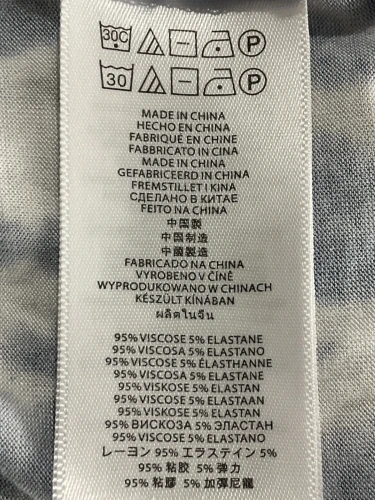 30C P
30 P
MADE IN CHINA
HECHO EN CHINA
FABRIQUÉ EN CHINE
FABBRICATO IN CINA
MADE IN CHINA
GEFABRICEERD IN CHINA
FREMSTILLET I KINA
СДЕЛАНО В КИТАЕ
FEITO NA CHINA
中国製
中国制造
中國製造
FABRICADO NA CHINA
VYROBENO V ČÍNĚ
WYPRODUKOWANO W CHINACH
KÉSZÜLT KÍNÁBAN
ผลิตในจีน
95% VISCOSE 5% ELASTANE
95% VISCOSA 5% ELASTANO
95% VISCOSE 5% ÉLASTHANNE
95% VISCOSA 5% ELASTANE
95% VISKOSE 5% ELASTAN
95% VISCOSE 5% ELASTAAN
95% VISKOSE 5% ELASTAN
95% ВИСКОЗА 5% ЭЛАСТАН
95% VISCOSE 5% ELASTANO
レーヨン 95% エラステイン 5%
95% 粘胶 5% 弹力
95% 粘膠 5% 加彈尼龍